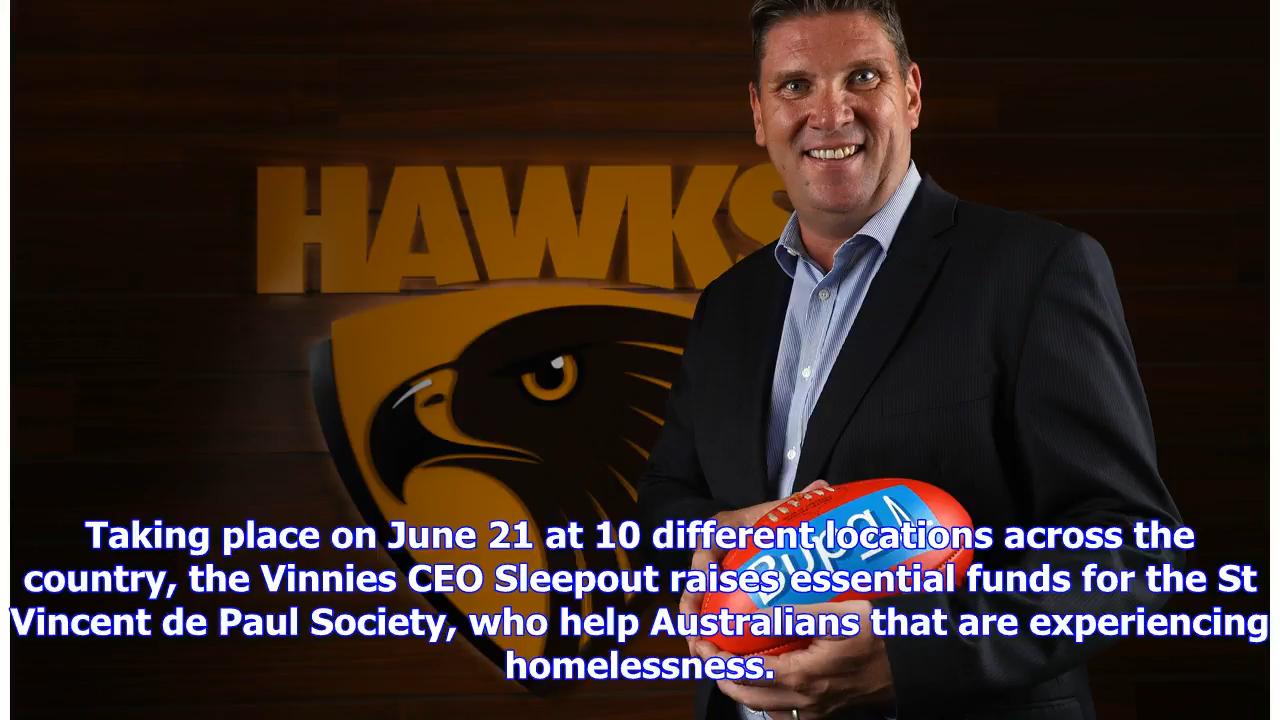 HAWKS
Bupa
Taking place on June 21 at 10 different locations across the
country, the Vinnies CEO Sleepout raises essential funds for the St
Vincent de Paul Society, who help Australians that are experiencing
homelessness.